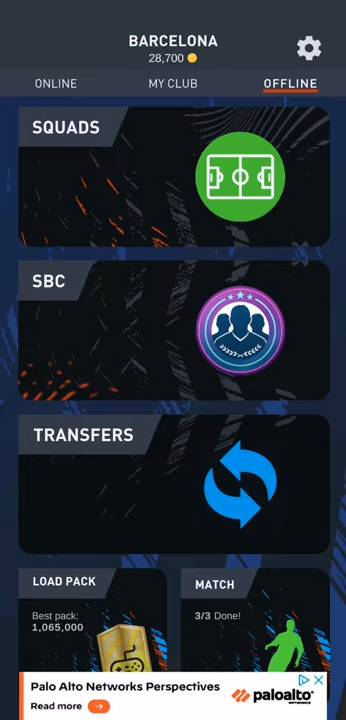 BARCELONA
28,700
ONLINE MY CLUB OFFLINE
SQUADS
SBC
TRANSFERS
LOAD PACK
Best pack:
1,065,000
MATCH
3/3 Done!
Palo Alto Networks Perspectives
Read more
paloalto
NETWORKS